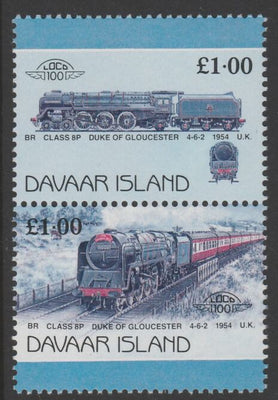 LOCO
100
£1·00
BR CLASS 8P DUKE OF GLOUCESTER 4-6-2 1954 U.K.
DAVAAR ISLAND
£1·00
LOCO
100
BR CLASS 8P DUKE OF GLOUCESTER 4-6-2 1954 U.K.
DAVAAR ISLAND